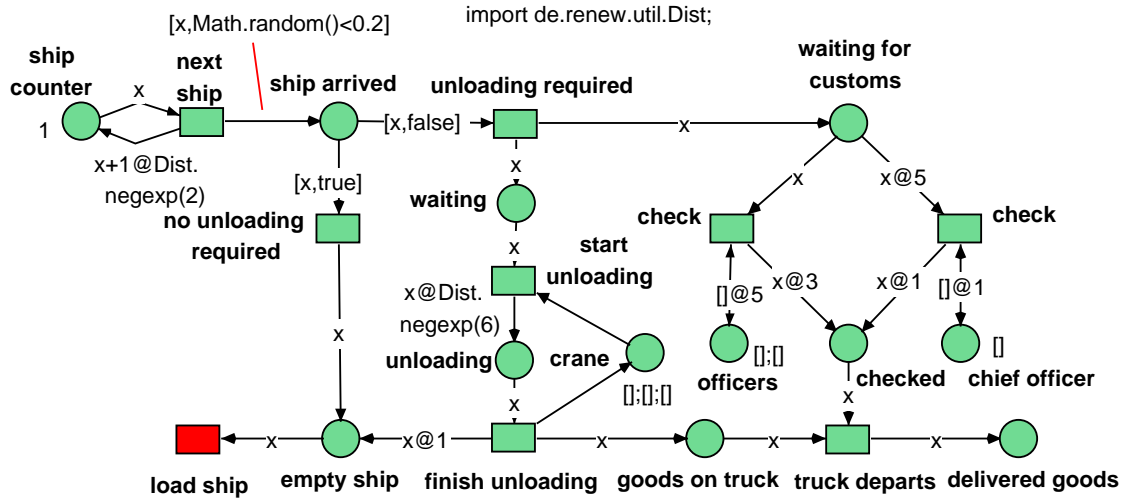 import de.renew.util.Dist;
[x,Math.random()<0.2]
ship
counter
next
ship
ship arrived
unloading required
waiting for
customs
x
1
[x,false]
x
x+1@Dist.
negexp(2)
[x,true]
x
x
x@5
waiting
check
check
no unloading
required
x
start
unloading
x@Dist.
negexp(6)
[]@5
x@3
x@1
[]@1
x
unloading
crane
[];[];[]
officers
[];[]
checked
[]
chief officer
x
x
x
x@1
x
x
x
load ship
empty ship
finish unloading
goods on truck
truck departs
delivered goods